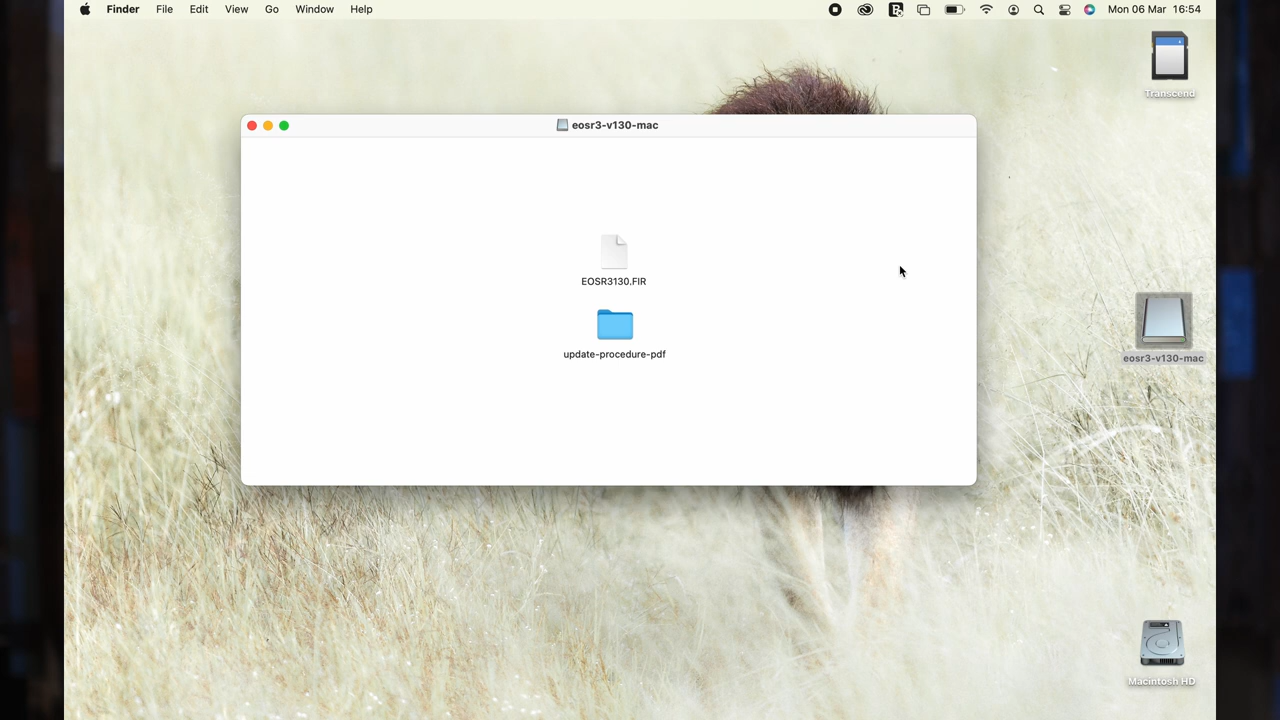 Finder File Edit View Go Window Help Mon 06 Mar 16:54
Transcend
eosr3-v130-mac
EOSR3130.FIR
update-procedure-pdf
eosr3-v130-mac
Macintosh HD